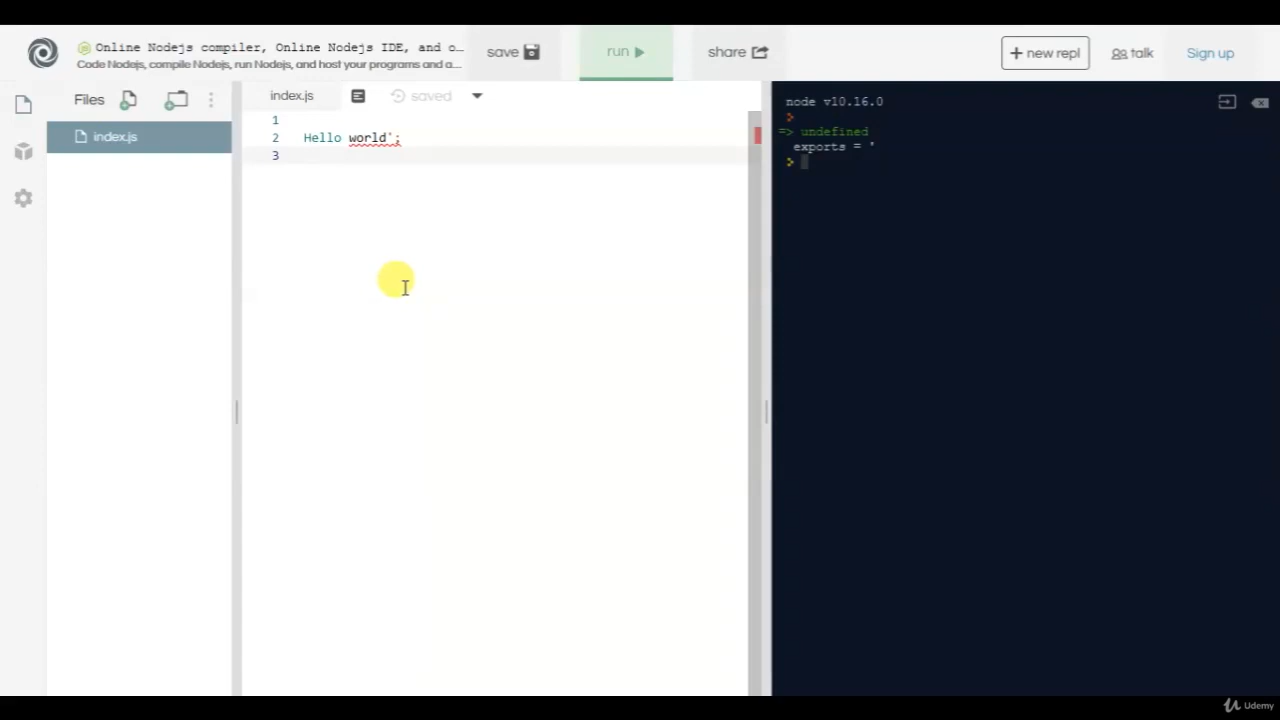 Online Nodejs compiler, Online Nodejs IDE, and o...
Code Nodejs, compile Nodejs, run Nodejs, and host your programs and a...
save
run
share
+ new repl
talk
Sign up
Files
index.js
index.js
saved
1
2 Hello world`;
3
node v10.16.0
>
=> undefined
exports = '
>
Udemy